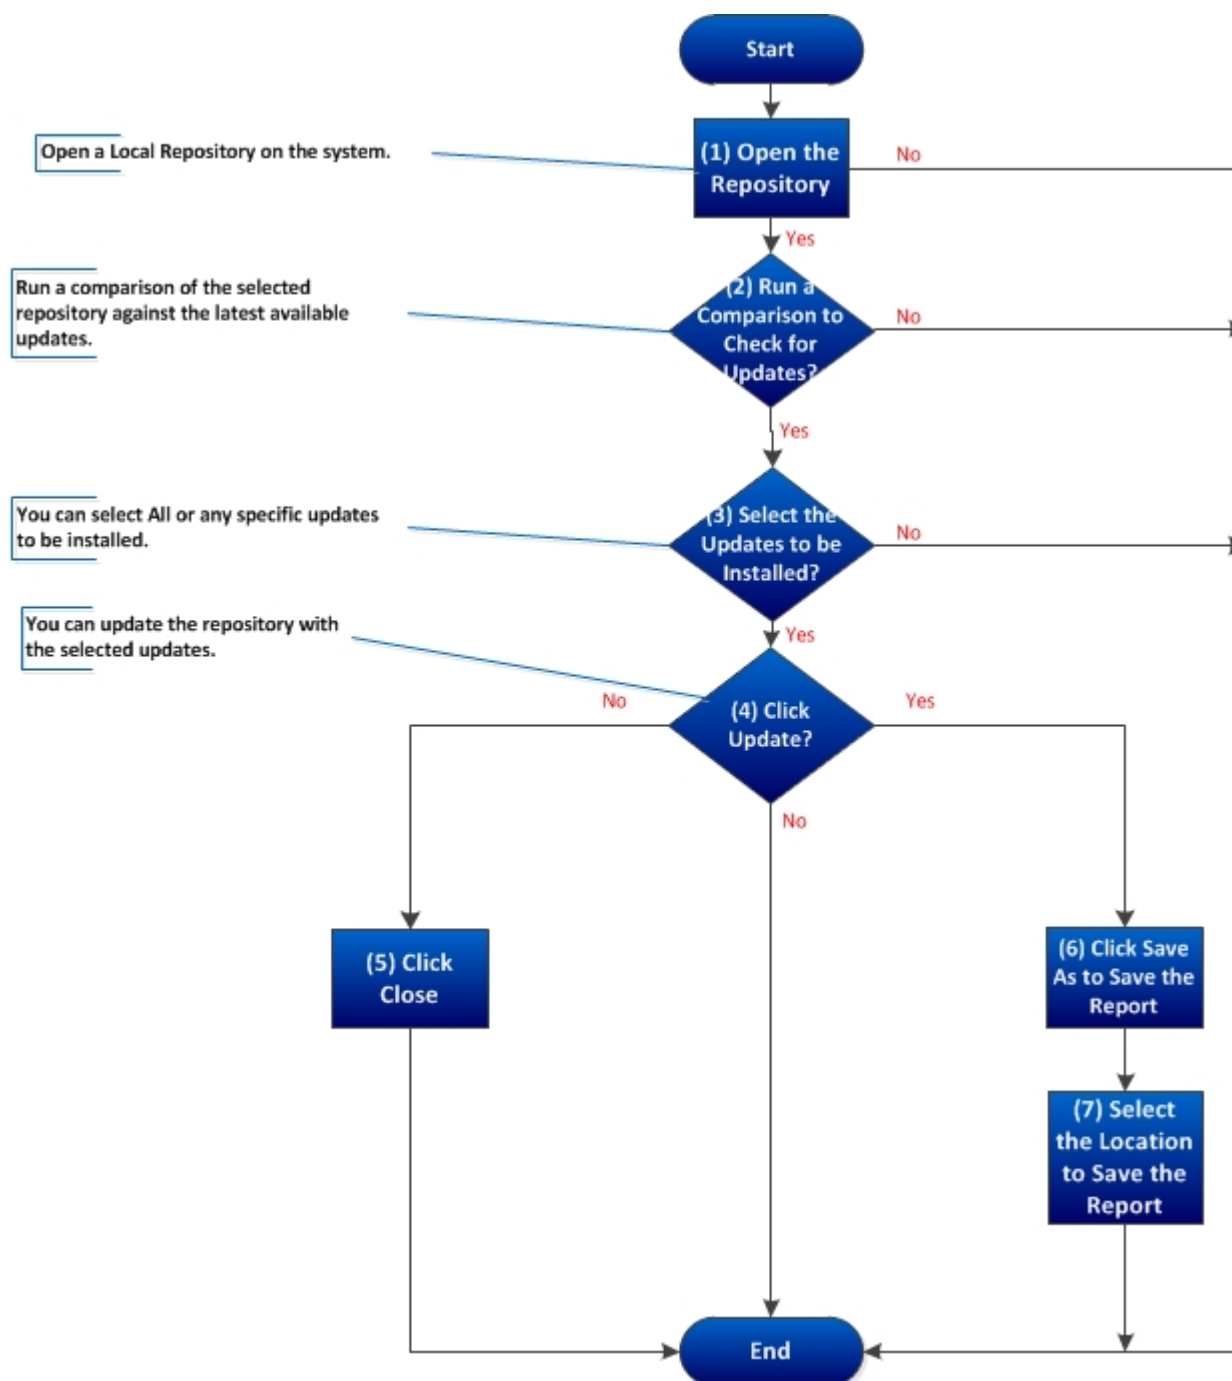 Start
Open a Local Repository on the system.
(1) Open the
Repository
No
Yes
Run a comparison of the selected
repository against the latest available
updates.
(2) Run a
Comparison to
Check for
Updates?
No
Yes
You can select All or any specific updates
to be installed.
(3) Select the
Updates to be
Installed?
No
You can update the repository with
the selected updates.
Yes
No
(4) Click
Update?
Yes
No
(5) Click
Close
(6) Click Save
As to Save the
Report
(7) Select
the Location
to Save the
Report
End